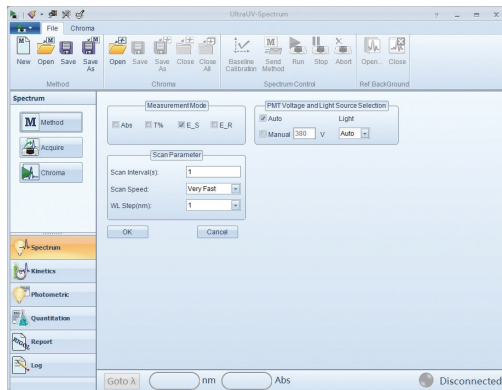 UltraUV-Spectrum
File Chroma
New Open Save Save As Open Save Save As Close Close All Baseline Calibration Send Method Run Stop Abort Open... Close
Method Chroma Spectrum Control Ref BackGround
Spectrum
Method
Acquire
Chroma
Measurement Mode
Abs T% E_S E_R
PMT Voltage and Light Source Selection
Auto Light
Manual 380 V Auto
Scan Parameter
Scan Interval(s): 1
Scan Speed: Very Fast
WL Step(nm): 1
OK Cancel
Spectrum
Kinetics
Photometric
Quantitation
Report
Log
Goto λ nm Abs Disconnected